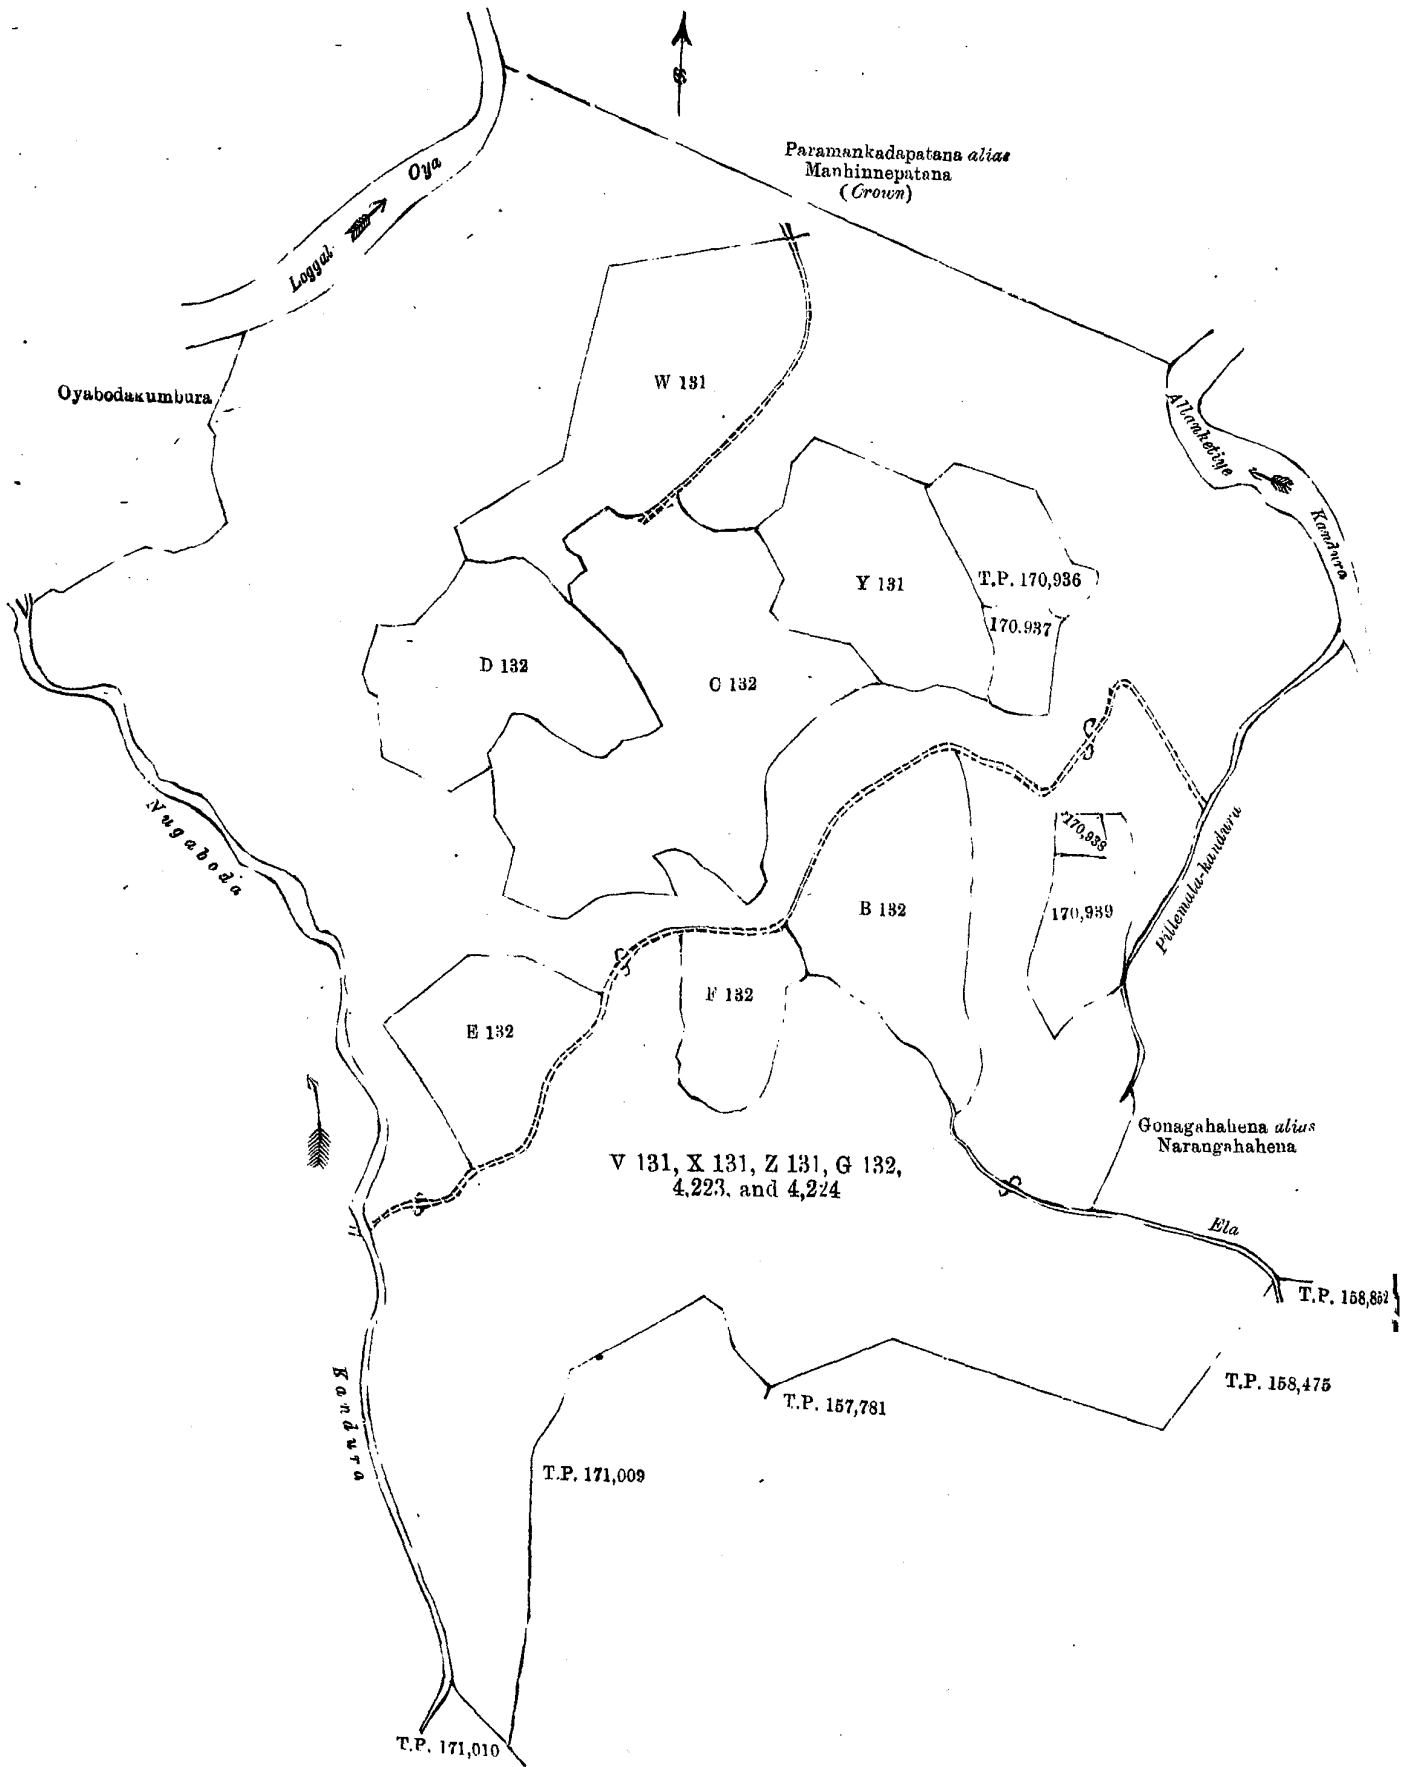 Paramankadapatana alias
Manhinnepatana
(Crown)
Oya
Loggal
Oyabodakumbura
W 131
Allanketiye
Kandura
Y 131
T.P. 170,936
170.937
D 132
C 132
Nugaboda
170,938
Pillemala-kandura
B 132
170,939
F 132
E 132
Gonagahahena alias
Narangahahena
V 131, X 131, Z 131, G 132,
4,223, and 4,224
Ela
T.P. 158,852
T.P. 158,475
T.P. 157,781
Kandura
T.P. 171,009
T.P. 171,010